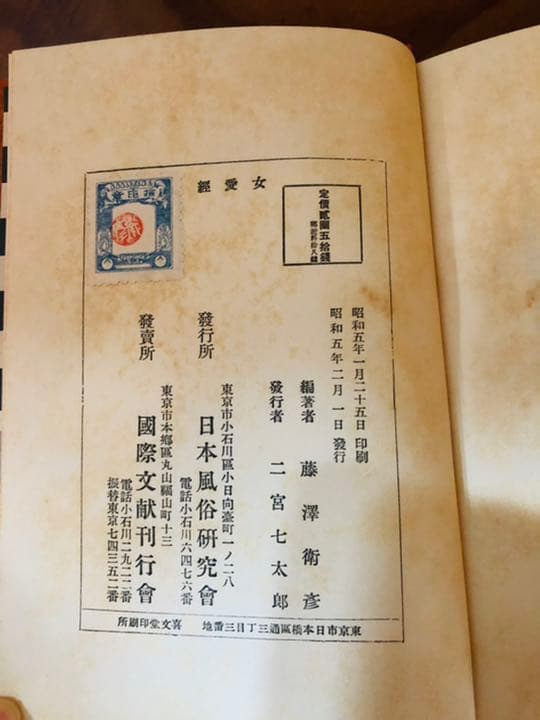 女愛經
定價貳圓五拾錢
昭和五年一月二十五日 印刷
昭和五年二月一日 發行
編著者 藤澤衛彦
發行者 二宮七太郎
東京市小石川區小日向臺町一ノ二八
發行所 日本風俗研究會
電話小石川六四七六番
東京市本鄕區丸山福山町十三
發賣所 國際文献刊行會
電話小石川二九二二番
振替東京七四三五二番
東京市日本橋區通三丁目三番地 喜文堂印刷所